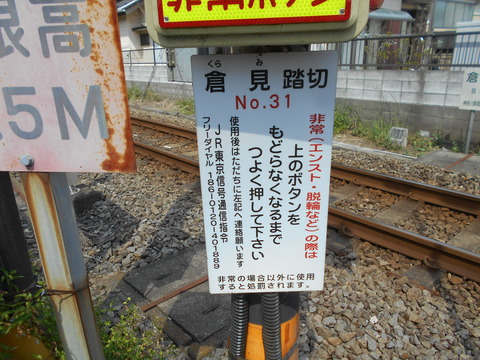 非常ボタン
限高
.5M
くら み
倉見踏切
No.31
非常(エンスト・脱輪など)の際は
上のボタンを
もどらなくなるまで
つよく押して下さい
使用後はただちに左記へ連絡願います
JR東京信号通信指令
フリーダイヤル 186-0120-401889
非常の場合以外に使用
すると処罰されます。
倉